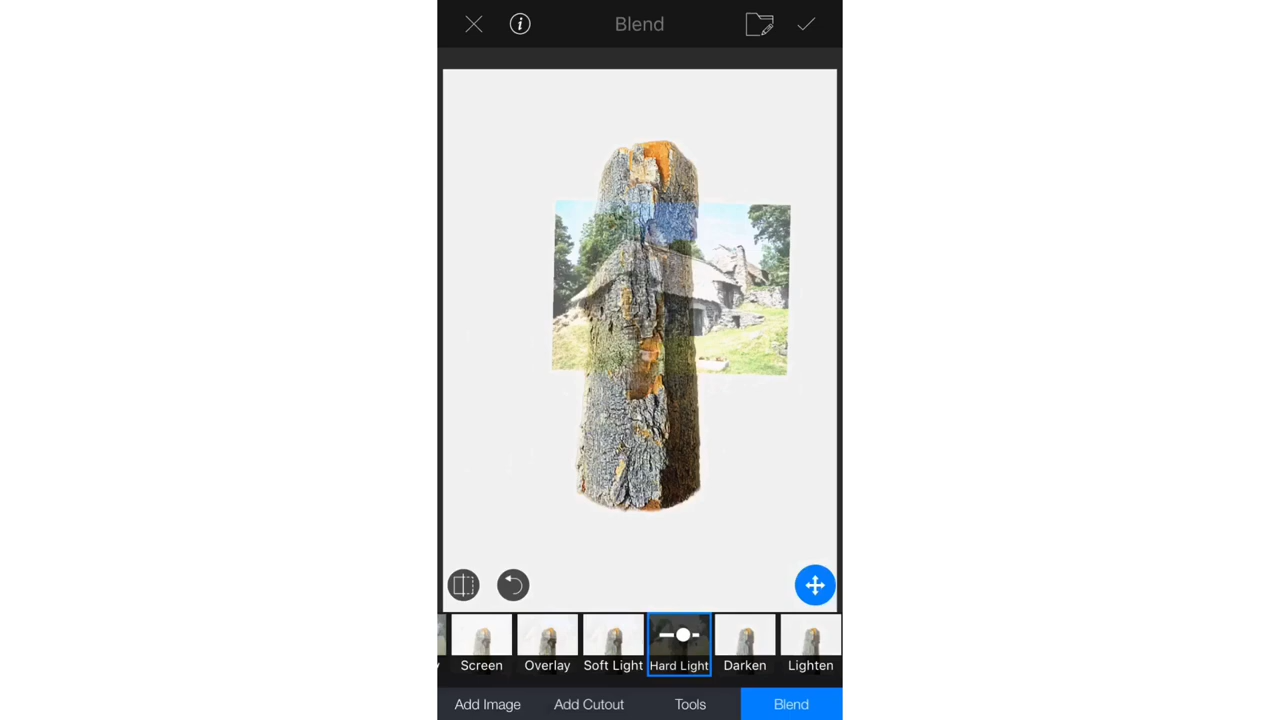 Blend
Screen Overlay Soft Light Hard Light Darken Lighten
Add Image Add Cutout Tools Blend